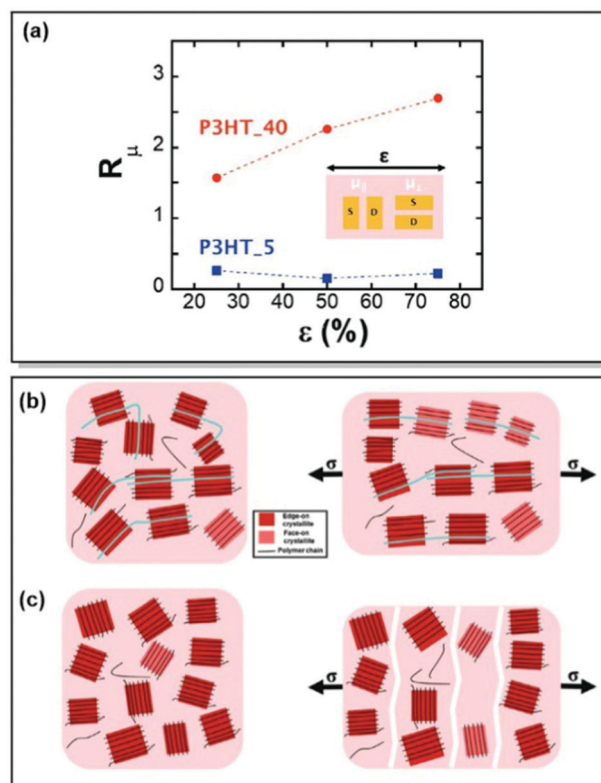 (a)
3
2
1
0
R_μ
P3HT_40
P3HT_5
ε
μ∥ μ⊥
S D S
D
20 30 40 50 60 70 80
ε (%)
(b)
σ σ
Edge-on
crystallite
Face-on
crystallite
Polymer chain
(c)
σ σ